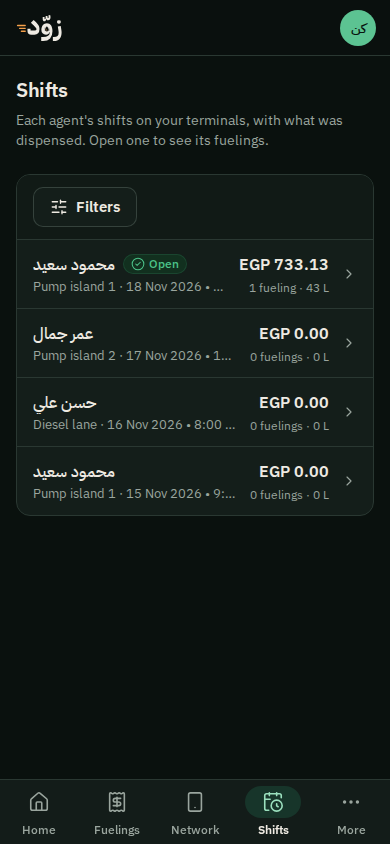 زوّد
كن
Shifts
Each agent's shifts on your terminals, with what was
dispensed. Open one to see its fuelings.
Filters
محمود سعيد Open EGP 733.13
Pump island 1 · 18 Nov 2026 • ... 1 fueling · 43 L
عمر جمال EGP 0.00
Pump island 2 · 17 Nov 2026 • 1... 0 fuelings · 0 L
حسن علي EGP 0.00
Diesel lane · 16 Nov 2026 • 8:00 ... 0 fuelings · 0 L
محمود سعيد EGP 0.00
Pump island 1 · 15 Nov 2026 • 9:... 0 fuelings · 0 L
Home Fuelings Network Shifts More